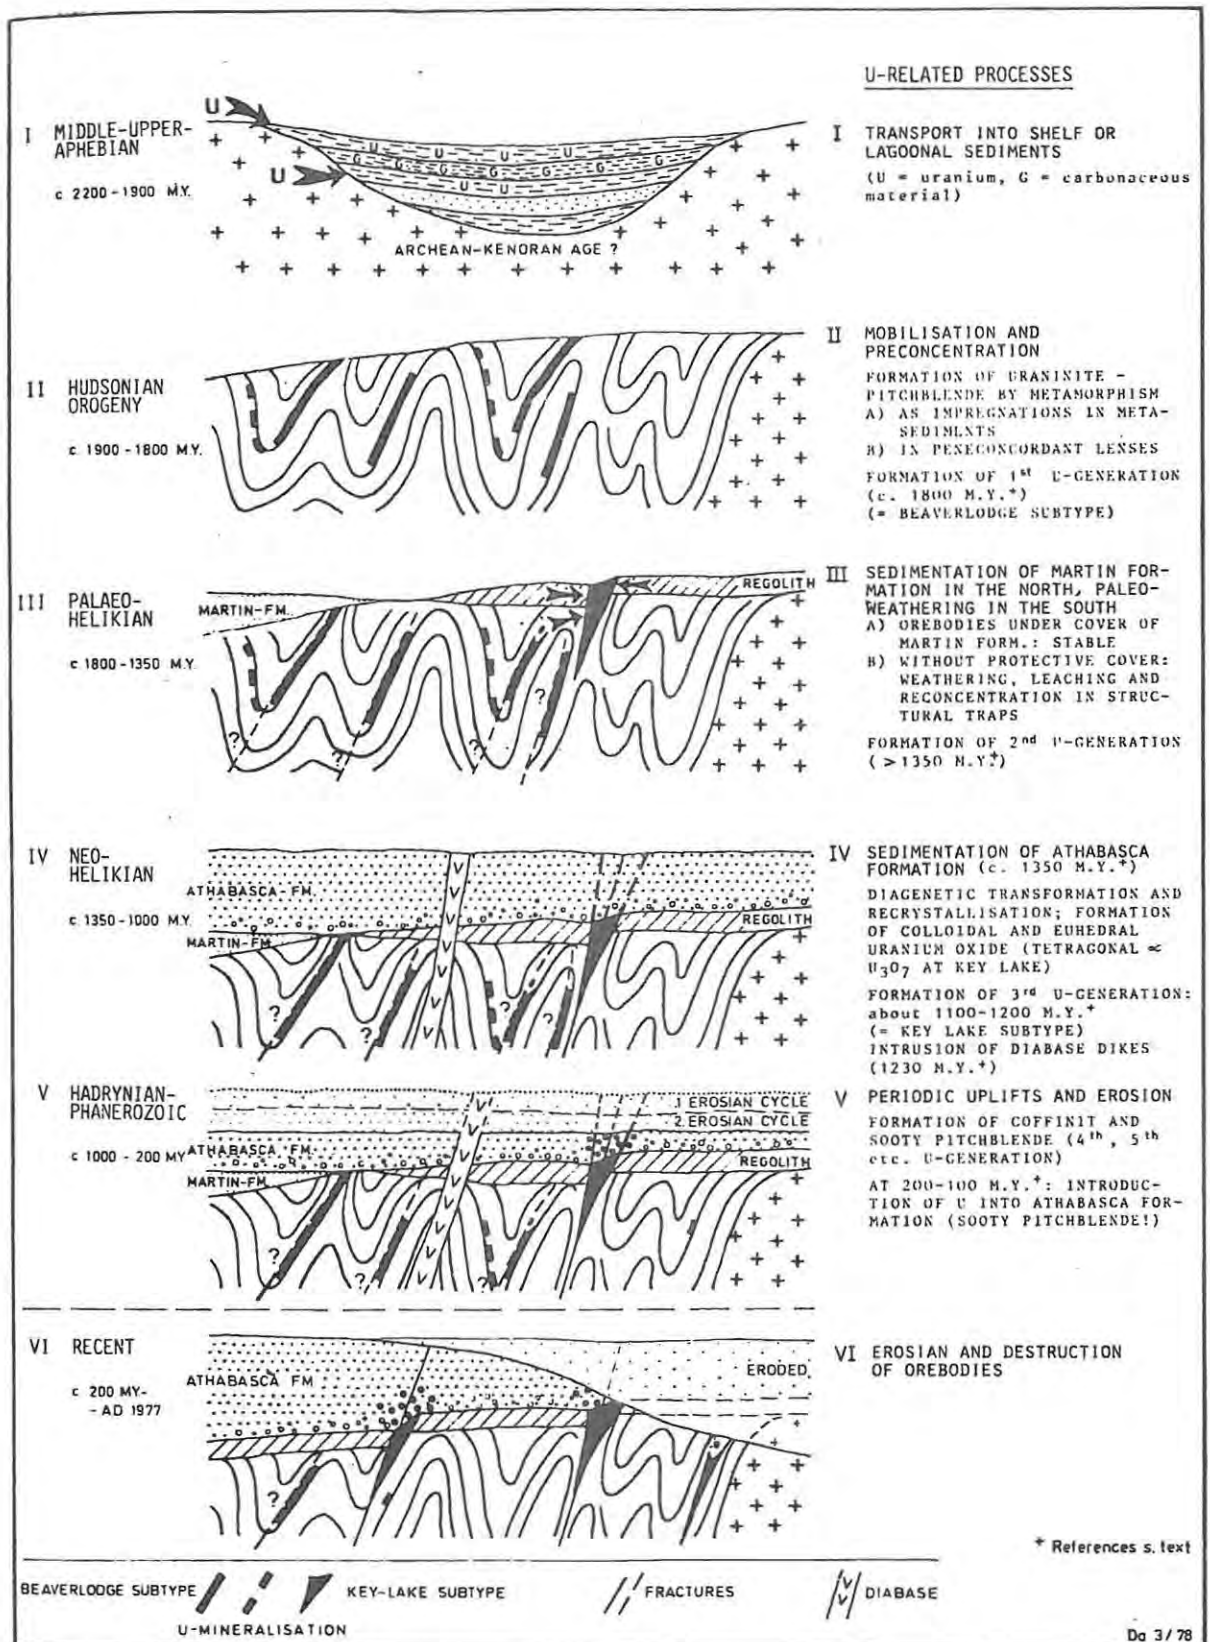 U-RELATED PROCESSES
I MIDDLE-UPPER-
APHEBIAN
c 2200-1900 M.Y.
U
U
U U U
G G G G G G
U U
ARCHEAN-KENORAN AGE ?
I TRANSPORT INTO SHELF OR
LAGOONAL SEDIMENTS
(U = uranium, G = carbonaceous
material)
II HUDSONIAN
OROGENY
c 1900-1800 M.Y.
II MOBILISATION AND
PRECONCENTRATION
FORMATION OF URANINITE -
PITCHBLENDE BY METAMORPHISM
A) AS IMPREGNATIONS IN META-
SEDIMENTS
B) IN PENECONCORDANT LENSES
FORMATION OF 1st U-GENERATION
(c. 1800 M.Y.+)
(= BEAVERLODGE SUBTYPE)
III PALAEO-
HELIKIAN
c 1800-1350 M.Y.
MARTIN-FM.
REGOLITH
? ? ? ?
III SEDIMENTATION OF MARTIN FOR-
MATION IN THE NORTH, PALEO-
WEATHERING IN THE SOUTH
A) OREBODIES UNDER COVER OF
MARTIN FORM.: STABLE
B) WITHOUT PROTECTIVE COVER:
WEATHERING, LEACHING AND
RECONCENTRATION IN STRUC-
TURAL TRAPS
FORMATION OF 2nd U-GENERATION
(>1350 M.Y.+)
IV NEO-
HELIKIAN
c 1350-1000 M.Y.
ATHABASCA-FM.
MARTIN-FM
REGOLITH
? ? ? ?
IV SEDIMENTATION OF ATHABASCA
FORMATION (c. 1350 M.Y.+)
DIAGENETIC TRANSFORMATION AND
RECRYSTALLISATION; FORMATION
OF COLLOIDAL AND EUHEDRAL
URANIUM OXIDE (TETRAGONAL ∝
U3O7 AT KEY LAKE)
FORMATION OF 3rd U-GENERATION:
about 1100-1200 M.Y.+
(= KEY LAKE SUBTYPE)
INTRUSION OF DIABASE DIKES
(1230 M.Y.+)
V HADRYNIAN-
PHANEROZOIC
c 1000 - 200 MY
1 EROSIAN CYCLE
2. EROSIAN CYCLE
ATHABASCA FM.
MARTIN-FM
REGOLITH
? ? ?
V PERIODIC UPLIFTS AND EROSION
FORMATION OF COFFINIT AND
SOOTY PITCHBLENDE (4th, 5th
etc. U-GENERATION)
AT 200-100 M.Y.+: INTRODUC-
TION OF U INTO ATHABASCA FOR-
MATION (SOOTY PITCHBLENDE!)
VI RECENT
c 200 MY-
- AD 1977
ATHABASCA FM
ERODED
?
VI EROSIAN AND DESTRUCTION
OF OREBODIES
+ References s. text
BEAVERLODGE SUBTYPE
KEY-LAKE SUBTYPE
FRACTURES
DIABASE
U-MINERALISATION
Da 3/78